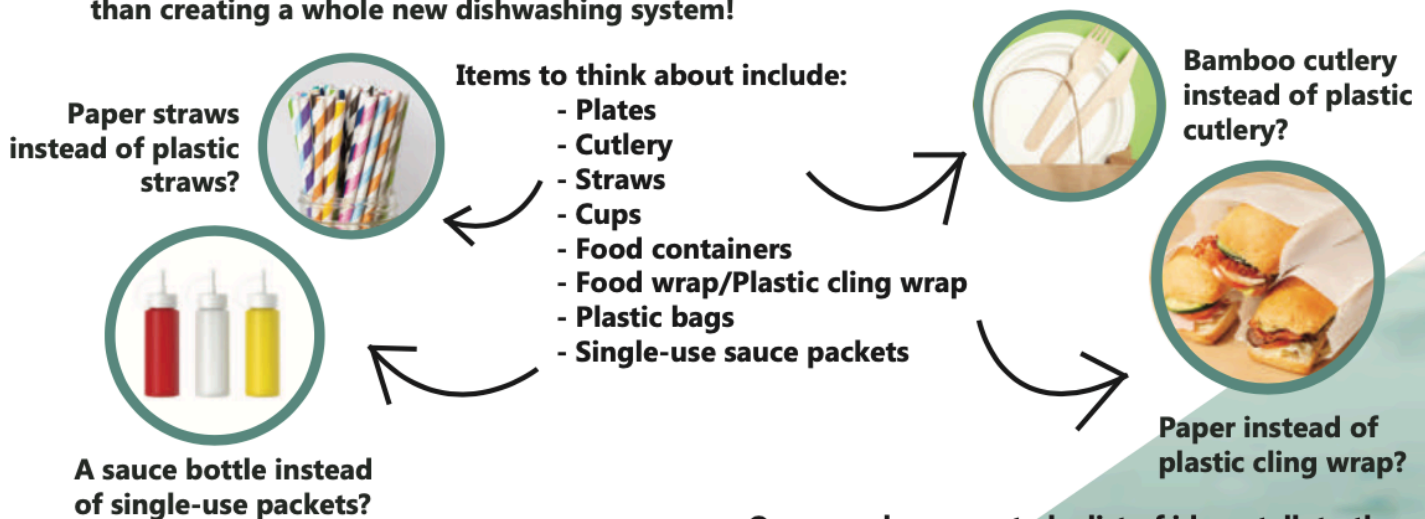 than creating a whole new dishwashing system!
Items to think about include:
- Plates
- Cutlery
- Straws
- Cups
- Food containers
- Food wrap/Plastic cling wrap
- Plastic bags
- Single-use sauce packets
Paper straws
instead of plastic
straws?
A sauce bottle instead
of single-use packets?
Bamboo cutlery
instead of plastic
cutlery?
Paper instead of
plastic cling wrap?